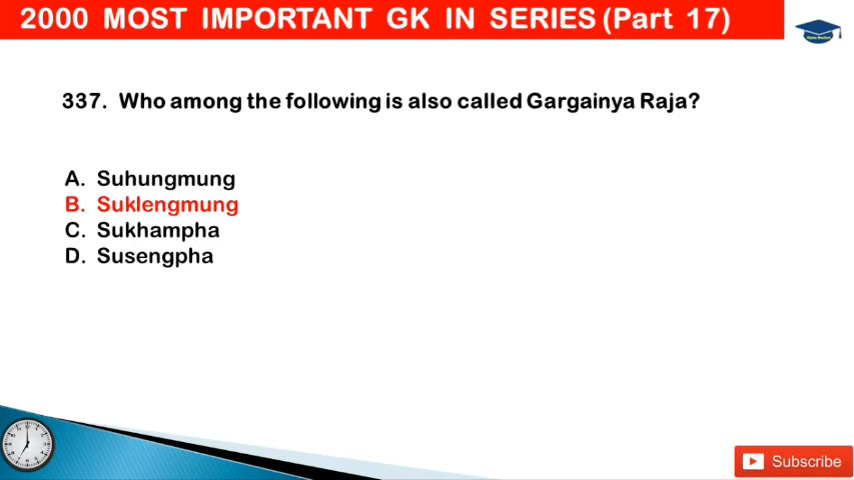 2000 MOST IMPORTANT GK IN SERIES (Part 17)
337. Who among the following is also called Gargainya Raja?
A. Suhungmung
B. Suklengmung
C. Sukhampha
D. Susengpha
Subscribe